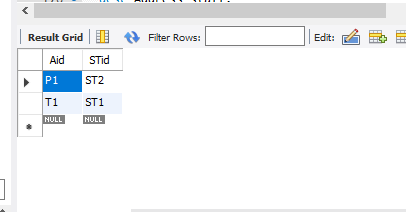 Result Grid Filter Rows: Edit:
Aid STid
P1 ST2
T1 ST1
NULL NULL